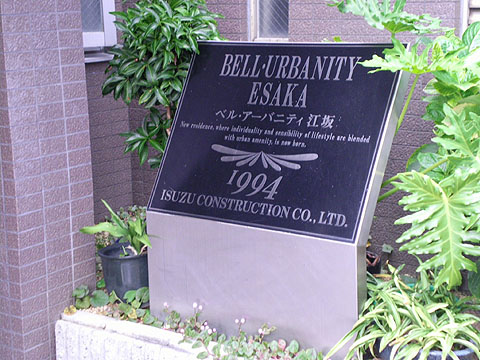 BELL·URBANITY
ESAKA
ベル・アーバニティ江坂
New residence, where individuality and sensibility of lifestyle are blended
with urban amenity, is now born.
1994
ISUZU CONSTRUCTION CO., LTD.